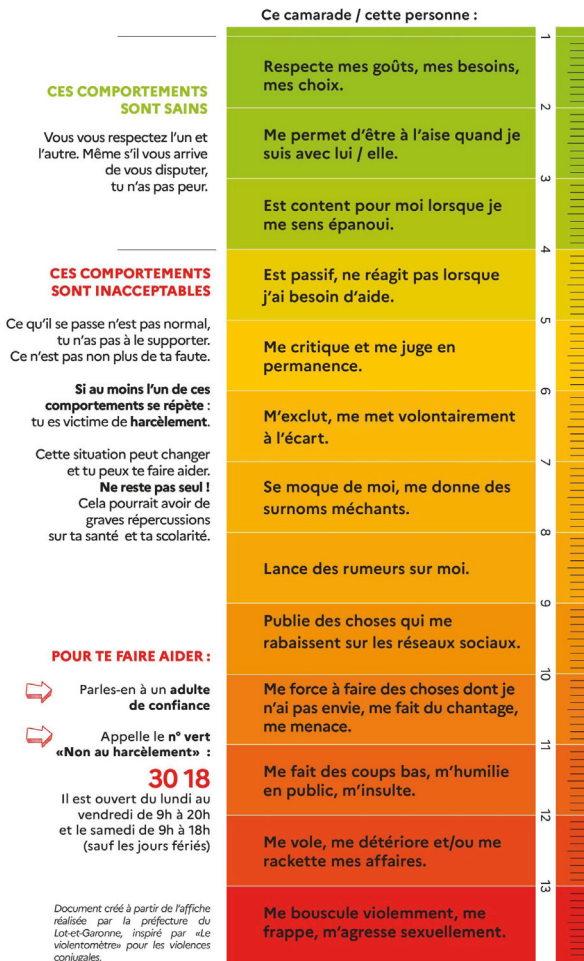 Ce camarade / cette personne :
CES COMPORTEMENTS
SONT SAINS
Vous vous respectez l'un et
l'autre. Même s'il vous arrive
de vous disputer,
tu n'as pas peur.
CES COMPORTEMENTS
SONT INACCEPTABLES
Ce qu'il se passe n'est pas normal,
tu n'as pas à le supporter.
Ce n'est pas non plus de ta faute.
Si au moins l'un de ces
comportements se répète :
tu es victime de harcèlement.
Cette situation peut changer
et tu peux te faire aider.
Ne reste pas seul !
Cela pourrait avoir de
graves répercussions
sur ta santé et ta scolarité.
POUR TE FAIRE AIDER :
Parles-en à un adulte
de confiance
Appelle le n° vert
«Non au harcèlement» :
30 18
Il est ouvert du lundi au
vendredi de 9h à 20h
et le samedi de 9h à 18h
(sauf les jours fériés)
Document créé à partir de l'affiche
réalisée par la préfecture du
Lot-et-Garonne, inspiré par «Le
violentomètre» pour les violences
conjugales.
1
Respecte mes goûts, mes besoins,
mes choix.
2
Me permet d'être à l'aise quand je
suis avec lui / elle.
3
Est content pour moi lorsque je
me sens épanoui.
4
Est passif, ne réagit pas lorsque
j'ai besoin d'aide.
5
Me critique et me juge en
permanence.
6
M'exclut, me met volontairement
à l'écart.
7
Se moque de moi, me donne des
surnoms méchants.
8
Lance des rumeurs sur moi.
9
Publie des choses qui me
rabaissent sur les réseaux sociaux.
10
Me force à faire des choses dont je
n'ai pas envie, me fait du chantage,
me menace.
11
Me fait des coups bas, m'humilie
en public, m'insulte.
12
Me vole, me détériore et/ou me
rackette mes affaires.
13
Me bouscule violemment, me
frappe, m'agresse sexuellement.